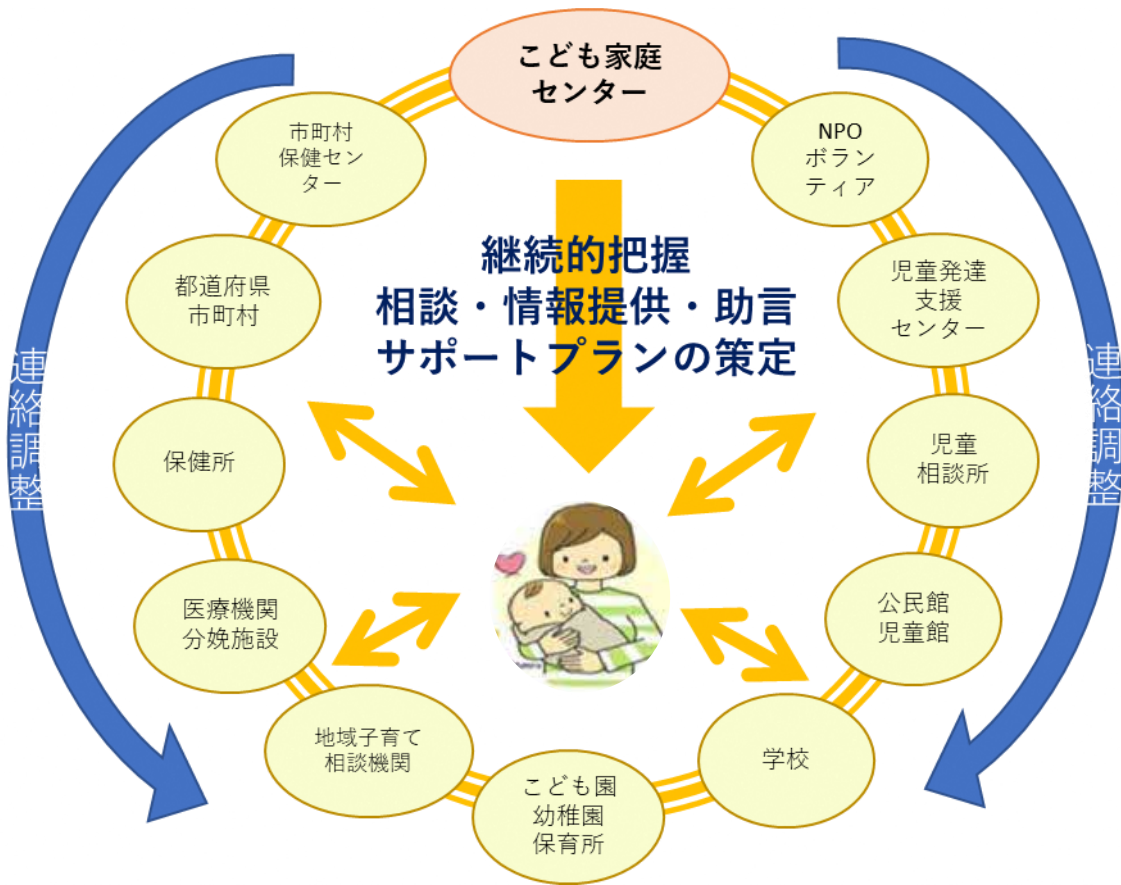 こども家庭
センター
市町村
保健セン
ター
NPO
ボラン
ティア
継続的把握
相談・情報提供・助言
サポートプランの策定
都道府県
市町村
児童発達
支援
センター
連絡調整
連絡調整
保健所
児童
相談所
医療機関
分娩施設
公民館
児童館
地域子育て
相談機関
学校
こども園
幼稚園
保育所